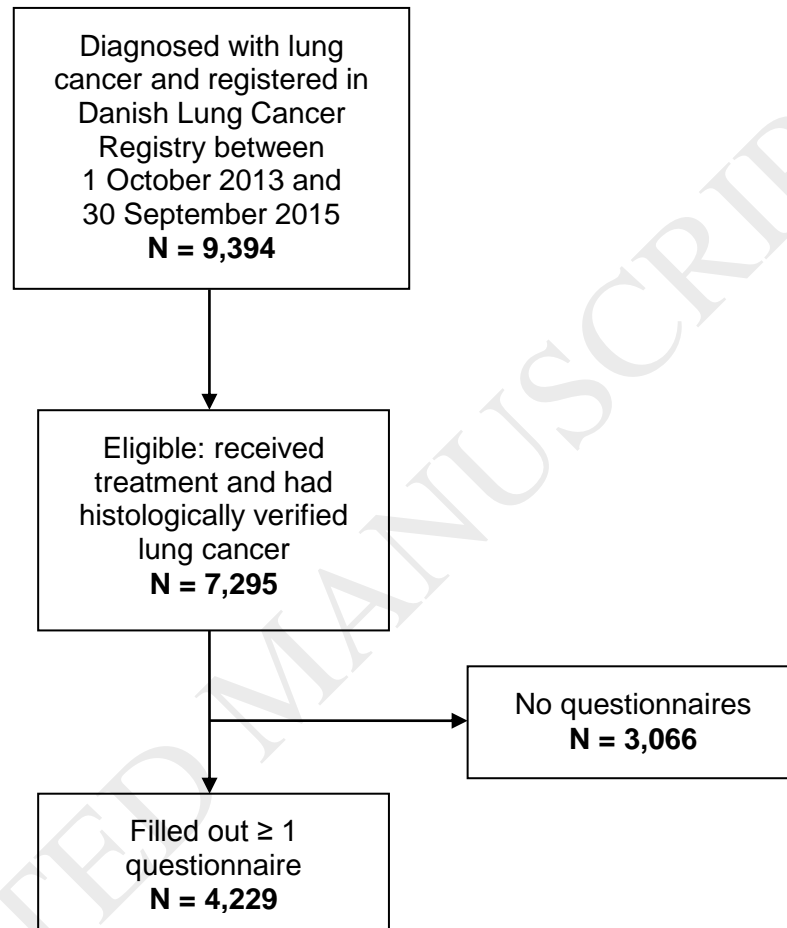 Diagnosed with lung
cancer and registered in
Danish Lung Cancer
Registry between
1 October 2013 and
30 September 2015
N = 9,394
Eligible: received
treatment and had
histologically verified
lung cancer
N = 7,295
No questionnaires
N = 3,066
Filled out ≥ 1
questionnaire
N = 4,229
TED MANUSCRIP